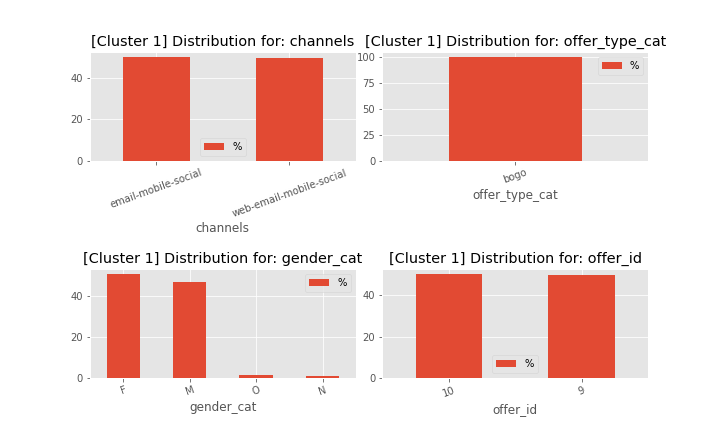 [Cluster 1] Distribution for: channels
40
20
0
%
email-mobile-social
web-email-mobile-social
channels
[Cluster 1] Distribution for: offer_type_cat
100
75
50
25
0
%
bogo
offer_type_cat
[Cluster 1] Distribution for: gender_cat
40
20
0
%
F
M
O
N
gender_cat
[Cluster 1] Distribution for: offer_id
40
20
0
%
10
9
offer_id